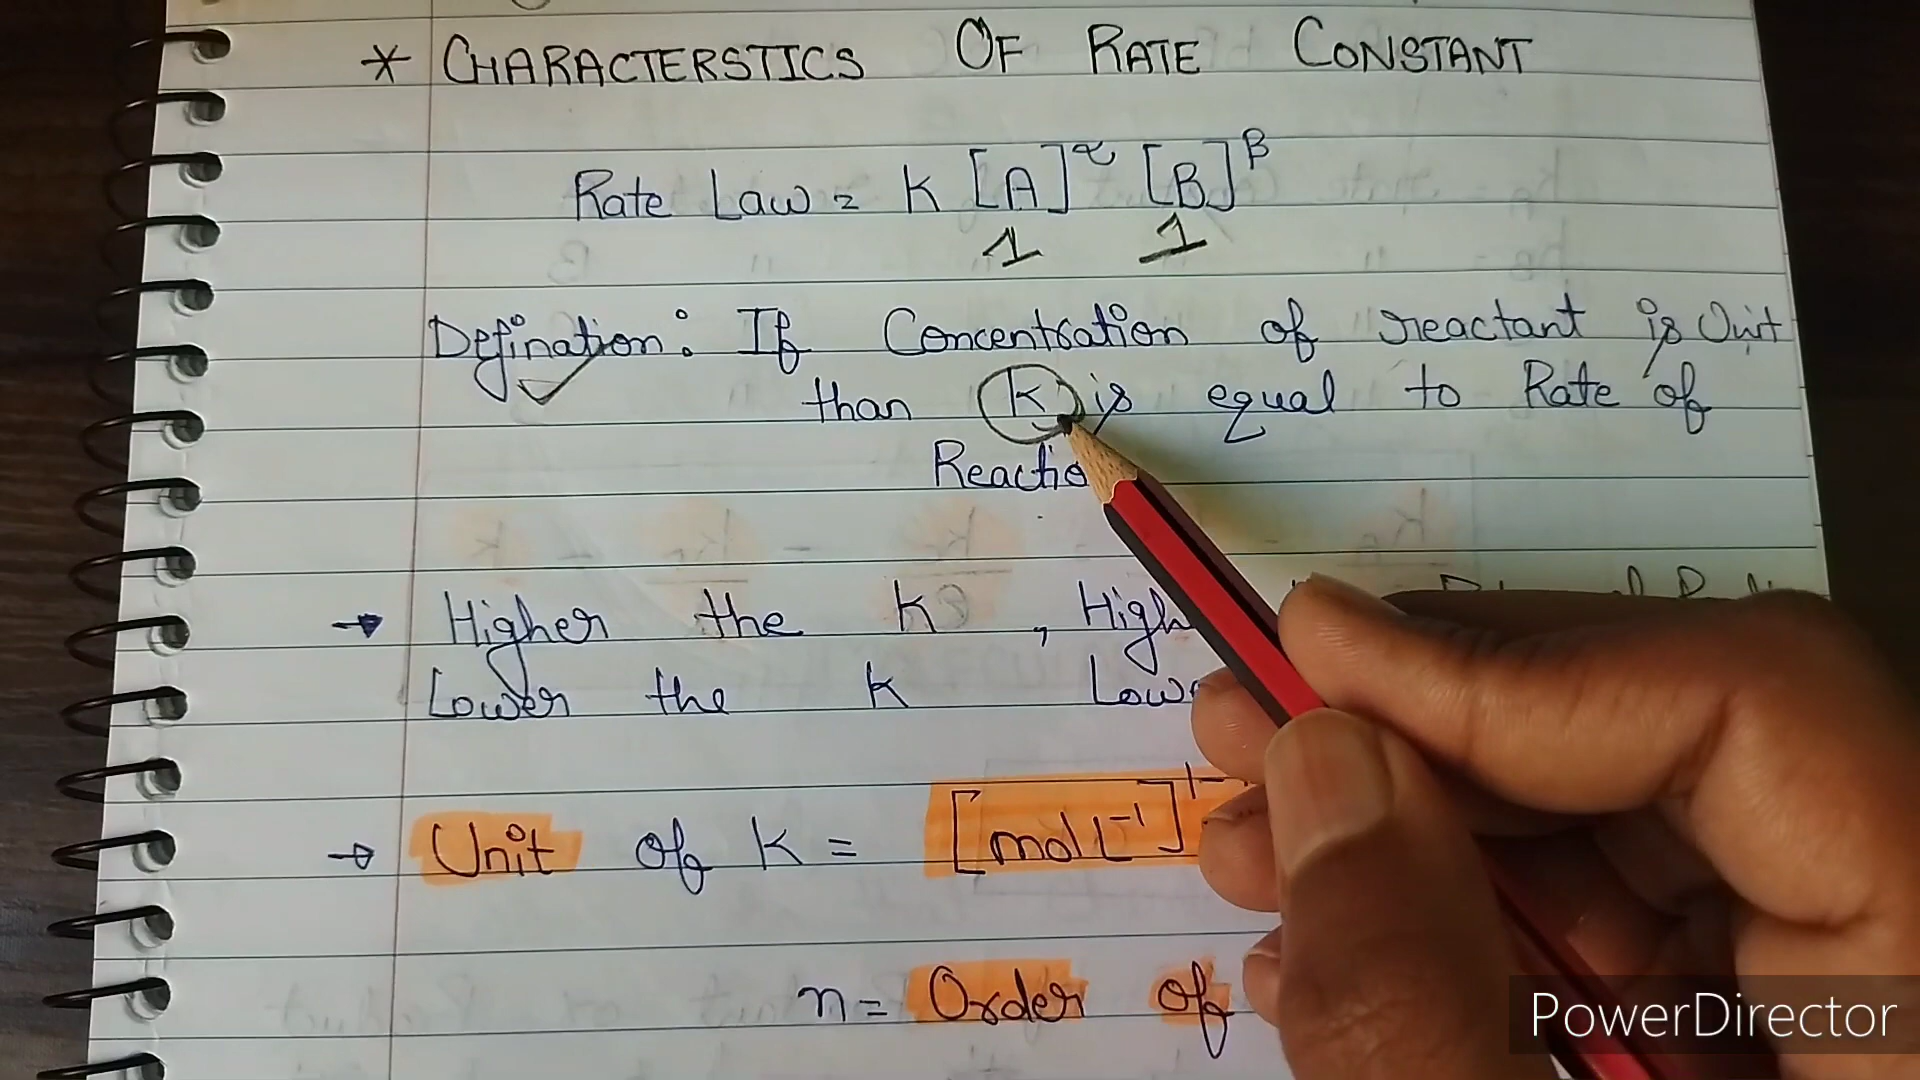 * CHARACTERSTICS OF RATE CONSTANT
Rate Law = K [A]^α [B]^β
1 1
Defination: If Concentration of reactant is Unit
than K is equal to Rate of
Reactio
→ Higher the K , High
Lower the K Low
→ Unit of K = [mol L⁻¹]^1-
n = Order of
PowerDirector